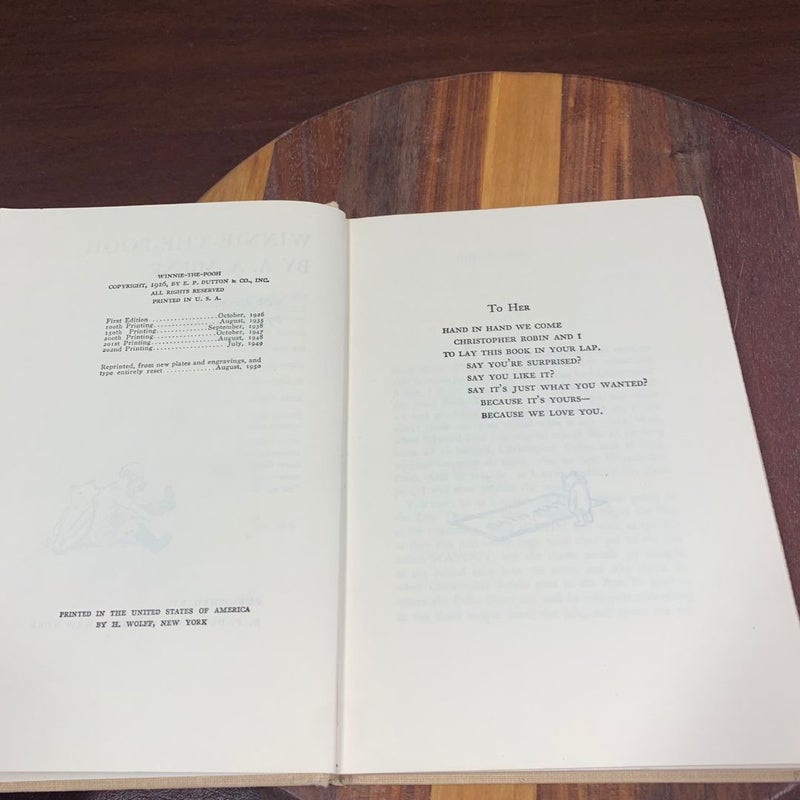 WINNIE-THE-POOH
COPYRIGHT, 1926, BY E. P. DUTTON & CO., INC.
ALL RIGHTS RESERVED
PRINTED IN U. S. A.
First Edition....................October, 1926
100th Printing................August, 1935
150th Printing.............September, 1938
200th Printing................October, 1947
201st Printing................August, 1948
202nd Printing..................July, 1949
Reprinted, from new plates and engravings, and
type entirely reset ............August, 1950
PRINTED IN THE UNITED STATES OF AMERICA
BY H. WOLFF, NEW YORK
To Her
HAND IN HAND WE COME
CHRISTOPHER ROBIN AND I
TO LAY THIS BOOK IN YOUR LAP.
SAY YOU'RE SURPRISED?
SAY YOU LIKE IT?
SAY IT'S JUST WHAT YOU WANTED?
BECAUSE IT'S YOURS—
BECAUSE WE LOVE YOU.